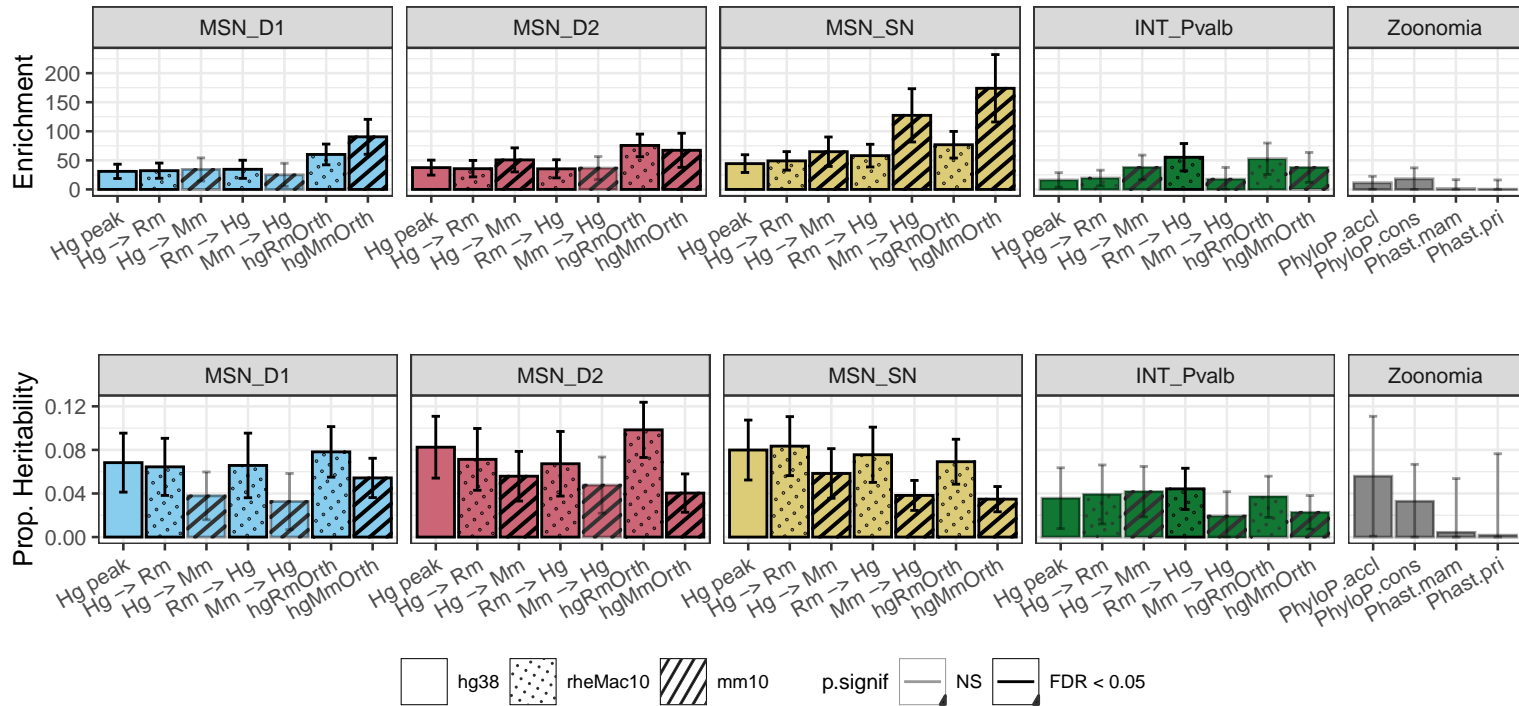 MSN_D1 MSN_D2 MSN_SN INT_Pvalb Zoonomia
Enrichment
200
150
100
50
0
Hg peak Hg −> Rm Hg −> Mm Rm −> Hg Mm −> Hg hgRmOrth hgMmOrth Hg peak Hg −> Rm Hg −> Mm Rm −> Hg Mm −> Hg hgRmOrth hgMmOrth Hg peak Hg −> Rm Hg −> Mm Rm −> Hg Mm −> Hg hgRmOrth hgMmOrth Hg peak Hg −> Rm Hg −> Mm Rm −> Hg Mm −> Hg hgRmOrth hgMmOrth PhyloP.accl PhyloP.cons Phast.mam Phast.pri
MSN_D1 MSN_D2 MSN_SN INT_Pvalb Zoonomia
Prop. Heritability
0.12
0.08
0.04
0.00
Hg peak Hg −> Rm Hg −> Mm Rm −> Hg Mm −> Hg hgRmOrth hgMmOrth Hg peak Hg −> Rm Hg −> Mm Rm −> Hg Mm −> Hg hgRmOrth hgMmOrth Hg peak Hg −> Rm Hg −> Mm Rm −> Hg Mm −> Hg hgRmOrth hgMmOrth Hg peak Hg −> Rm Hg −> Mm Rm −> Hg Mm −> Hg hgRmOrth hgMmOrth PhyloP.accl PhyloP.cons Phast.mam Phast.pri
hg38 rheMac10 mm10 p.signif NS FDR < 0.05